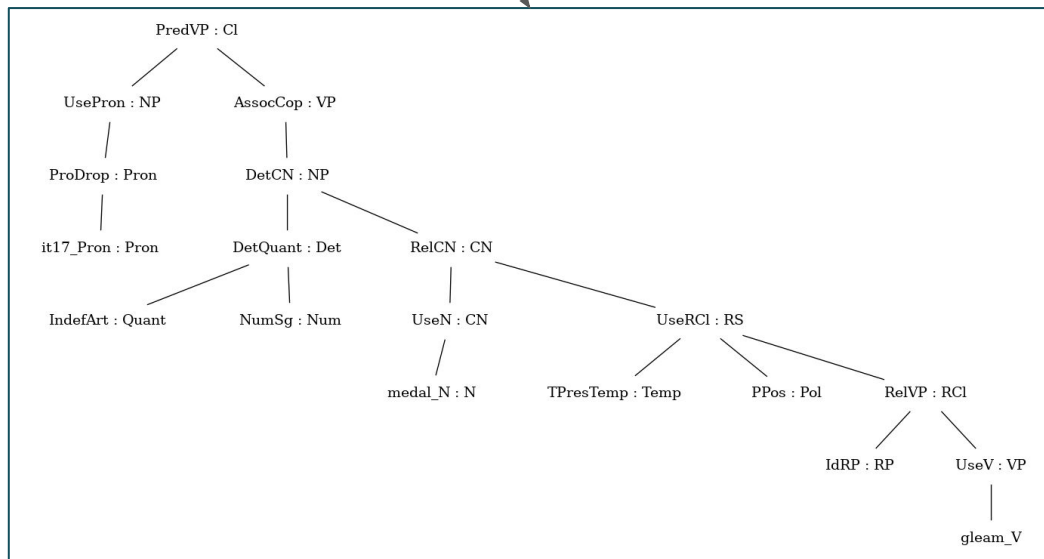 PredVP : Cl
UsePron : NP AssocCop : VP
ProDrop : Pron DetCN : NP
it17_Pron : Pron DetQuant : Det RelCN : CN
IndefArt : Quant NumSg : Num UseN : CN UseRCl : RS
medal_N : N TPresTemp : Temp PPos : Pol RelVP : RCl
IdRP : RP UseV : VP
gleam_V